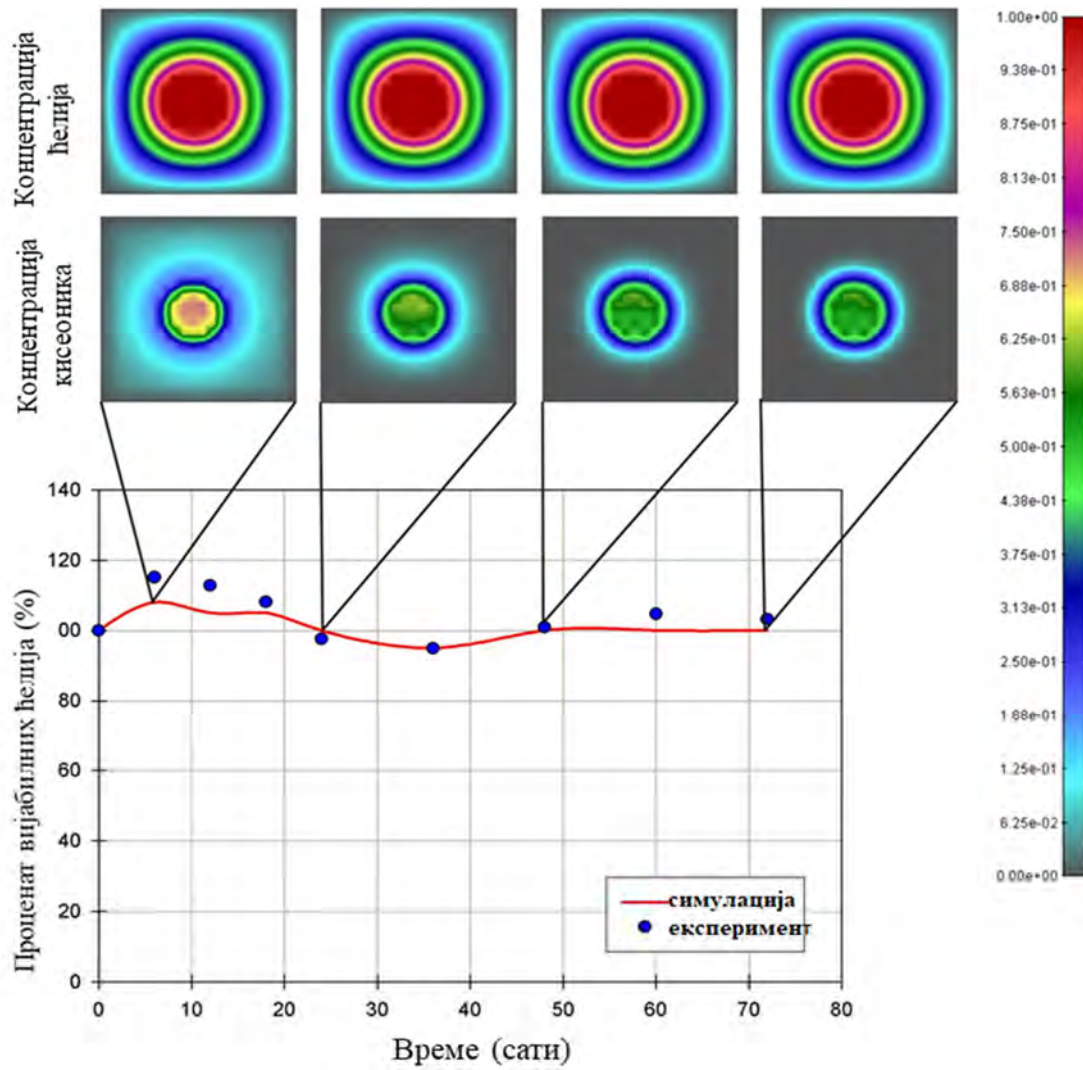 Концентрација
ћелија
Концентрација
кисеоника
1.00e+00
9.38e-01
8.75e-01
8.13e-01
7.50e-01
6.88e-01
6.25e-01
5.63e-01
5.00e-01
4.38e-01
3.75e-01
3.13e-01
2.50e-01
1.88e-01
1.25e-01
6.25e-02
0.00e+00
Проценат вијабилних ћелија (%)
140
120
00
80
60
40
20
0
симулација
експеримент
0 10 20 30 40 50 60 70 80
Време (сати)